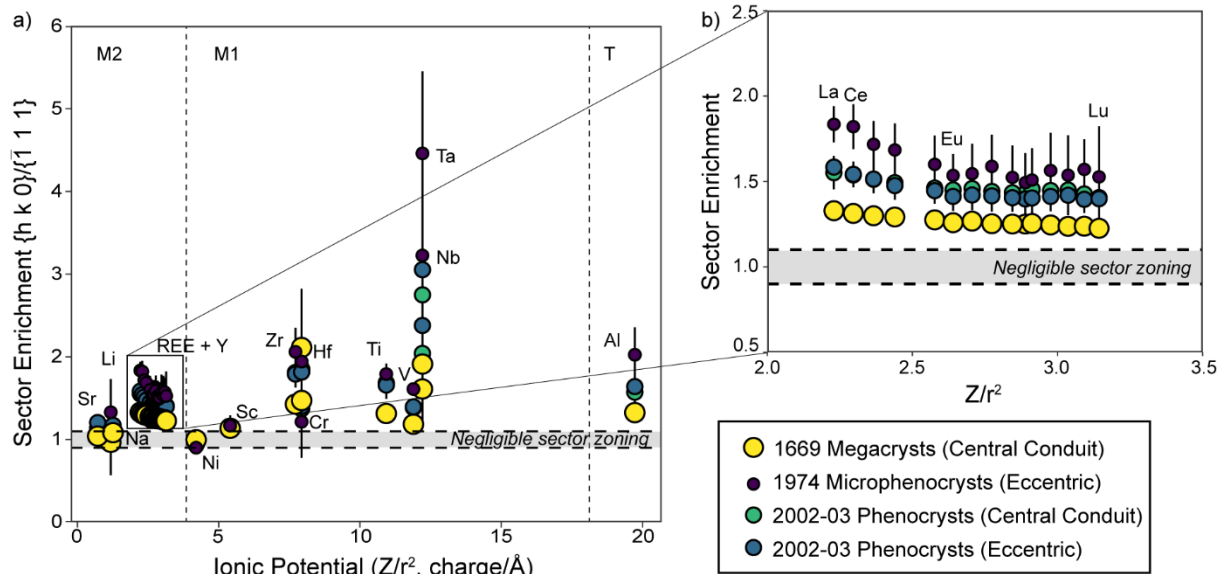 a)
Sector Enrichment {h k 0}/{1̅ 1 1}
6
5
4
3
2
1
0
M2
M1
T
Ta
Nb
Zr
Hf
Ti
V
Al
REE + Y
Li
Sr
Na
Sc
Ni
Cr
Negligible sector zoning
0
5
10
15
20
Ionic Potential (Z/r², charge/Å)
b)
Sector Enrichment
2.5
2.0
1.5
1.0
0.5
La
Ce
Eu
Lu
Negligible sector zoning
2.0
2.5
3.0
3.5
Z/r²
1669 Megacrysts (Central Conduit)
1974 Microphenocrysts (Eccentric)
2002-03 Phenocrysts (Central Conduit)
2002-03 Phenocrysts (Eccentric)